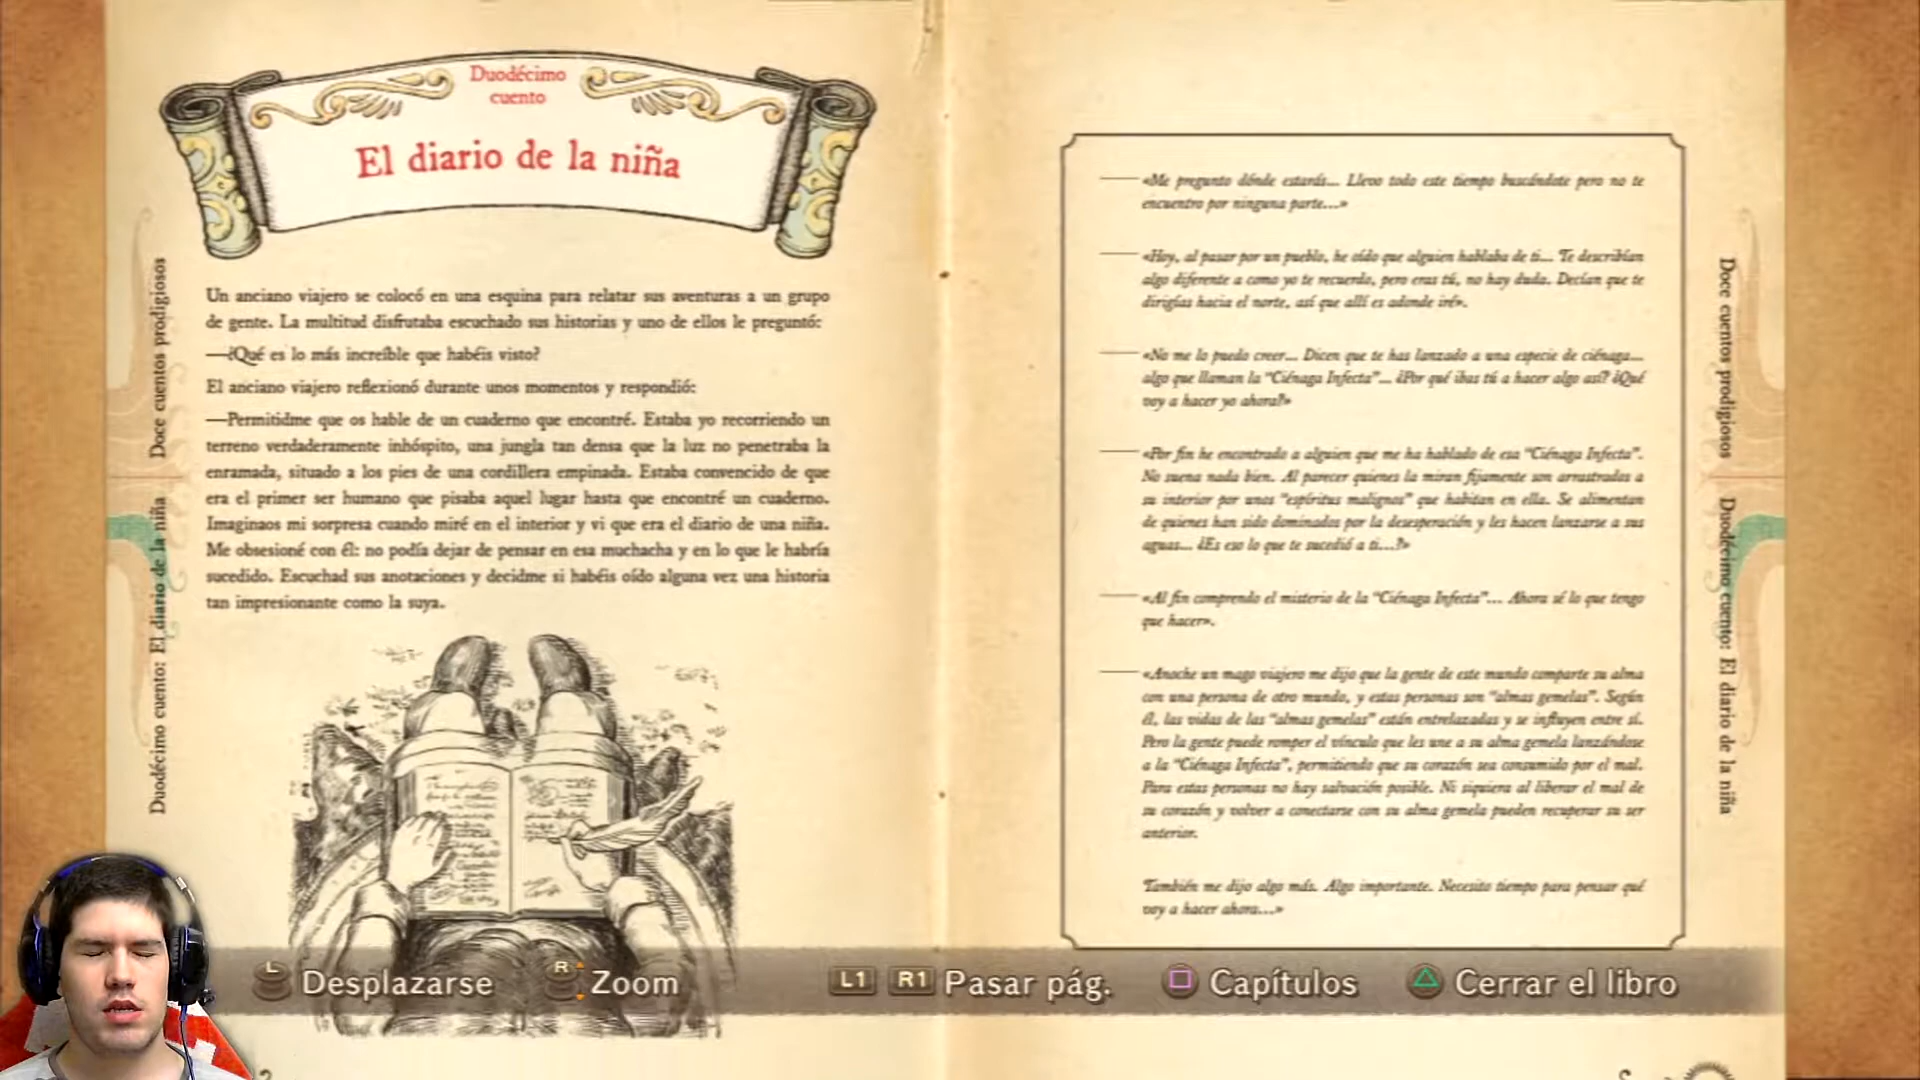 Duodécimo
cuento
El diario de la niña
Doce cuentos prodigiosos
Duodécimo cuento: El diario de la niña
Un anciano viajero se colocó en una esquina para relatar sus aventuras a un grupo
de gente. La multitud disfrutaba escuchado sus historias y uno de ellos le preguntó:
—¿Qué es lo más increíble que habéis visto?
El anciano viajero reflexionó durante unos momentos y respondió:
—Permitidme que os hable de un cuaderno que encontré. Estaba yo recorriendo un
terreno verdaderamente inhóspito, una jungla tan densa que la luz no penetraba la
enramada, situado a los pies de una cordillera empinada. Estaba convencido de que
era el primer ser humano que pisaba aquel lugar hasta que encontré un cuaderno.
Imaginaos mi sorpresa cuando miré en el interior y vi que era el diario de una niña.
Me obsesioné con él: no podía dejar de pensar en esa muchacha y en lo que le habría
sucedido. Escuchad sus anotaciones y decidme si habéis oído alguna vez una historia
tan impresionante como la suya.
«Me pregunto dónde estarás... Llevo todo este tiempo buscándote pero no te
encuentro por ninguna parte...»
«Hoy, al pasar por un pueblo, he oído que alguien hablaba de ti... Te describían
algo diferente a como yo te recuerdo, pero eras tú, no hay duda. Decían que te
dirigías hacia el norte, así que allí es adonde iré».
«No me lo puedo creer... Dicen que te has lanzado a una especie de ciénaga...
algo que llaman la "Ciénaga Infecta"... ¿Por qué ibas tú a hacer algo así? ¿Qué
voy a hacer yo ahora?»
«Por fin he encontrado a alguien que me ha hablado de esa "Ciénaga Infecta".
No suena nada bien. Al parecer quienes la miran fijamente son arrastrados a
su interior por unos "espíritus malignos" que habitan en ella. Se alimentan
de quienes han sido dominados por la desesperación y les hacen lanzarse a sus
aguas... ¿Es eso lo que te sucedió a ti...?»
«Al fin comprendo el misterio de la "Ciénaga Infecta"... Ahora sé lo que tengo
que hacer».
«Anoche un mago viajero me dijo que la gente de este mundo comparte su alma
con una persona de otro mundo, y estas personas son "almas gemelas". Según
él, las vidas de las "almas gemelas" están entrelazadas y se influyen entre sí.
Pero la gente puede romper el vínculo que les une a su alma gemela lanzándose
a la "Ciénaga Infecta", permitiendo que su corazón sea consumido por el mal.
Para estas personas no hay salvación posible. Ni siquiera al liberar el mal de
su corazón y volver a conectarse con su alma gemela pueden recuperar su ser
anterior.
También me dijo algo más. Algo importante. Necesito tiempo para pensar qué
voy a hacer ahora...»
Doce cuentos prodigiosos
Duodécimo cuento: El diario de la niña
L Desplazarse R Zoom L1 R1 Pasar pág. Capítulos Cerrar el libro